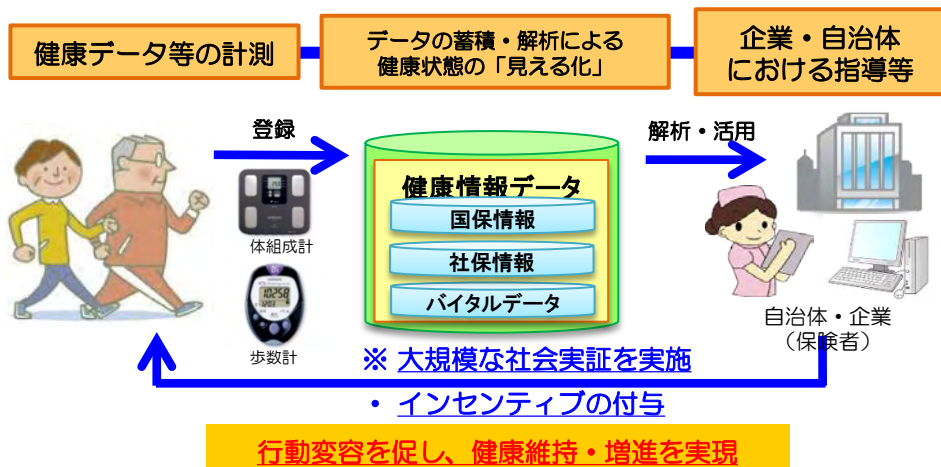 健康データ等の計測
データの蓄積・解析による
健康状態の「見える化」
企業・自治体
における指導等
登録
体組成計
歩数計
10258
健康情報データ
国保情報
社保情報
バイタルデータ
解析・活用
自治体・企業
（保険者）
※ 大規模な社会実証を実施
・ インセンティブの付与
行動変容を促し、健康維持・増進を実現